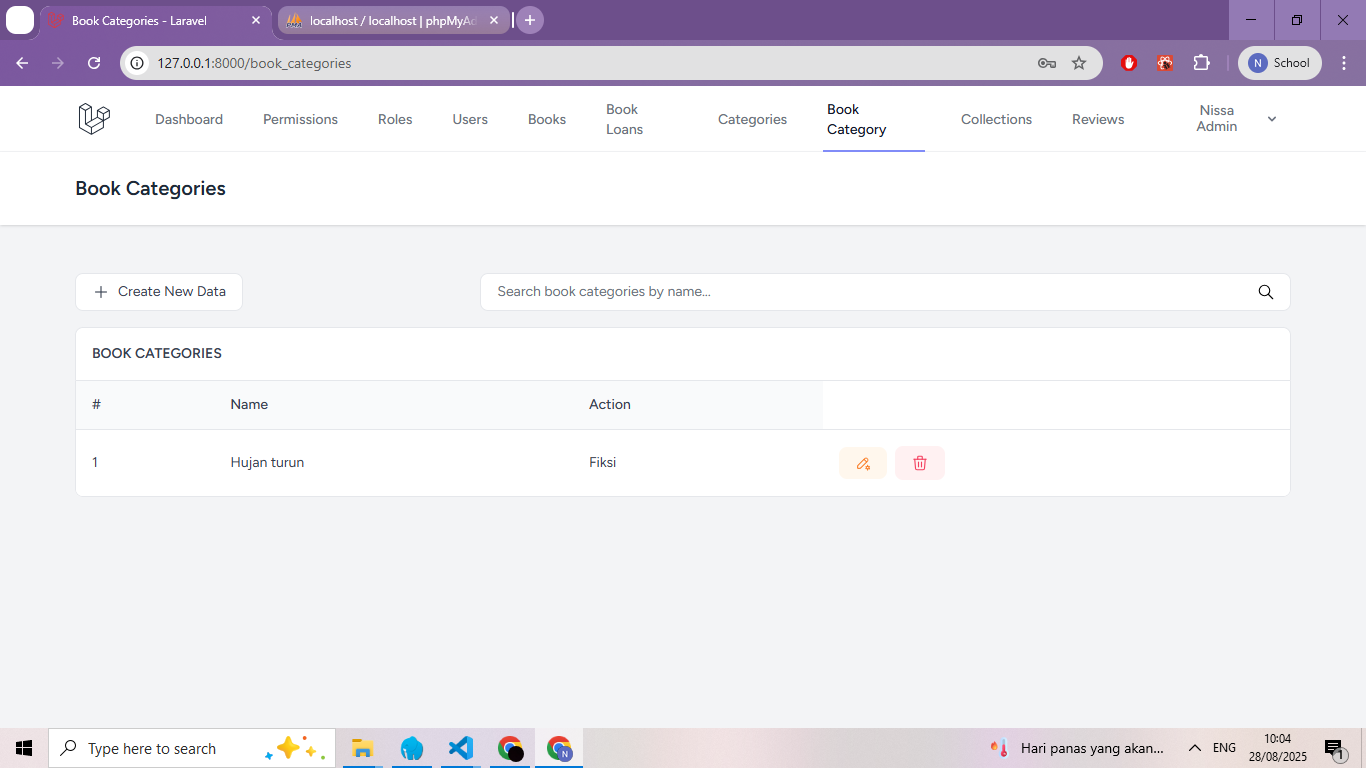 Book Categories - Laravel
localhost / localhost | phpMyAd
127.0.0.1:8000/book_categories
N School
Dashboard
Permissions
Roles
Users
Books
Book
Loans
Categories
Book
Category
Collections
Reviews
Nissa
Admin
Book Categories
Create New Data
Search book categories by name...
BOOK CATEGORIES
# Name Action
1 Hujan turun Fiksi
Type here to search
N
Hari panas yang akan...
ENG
10:04
28/08/2025
1